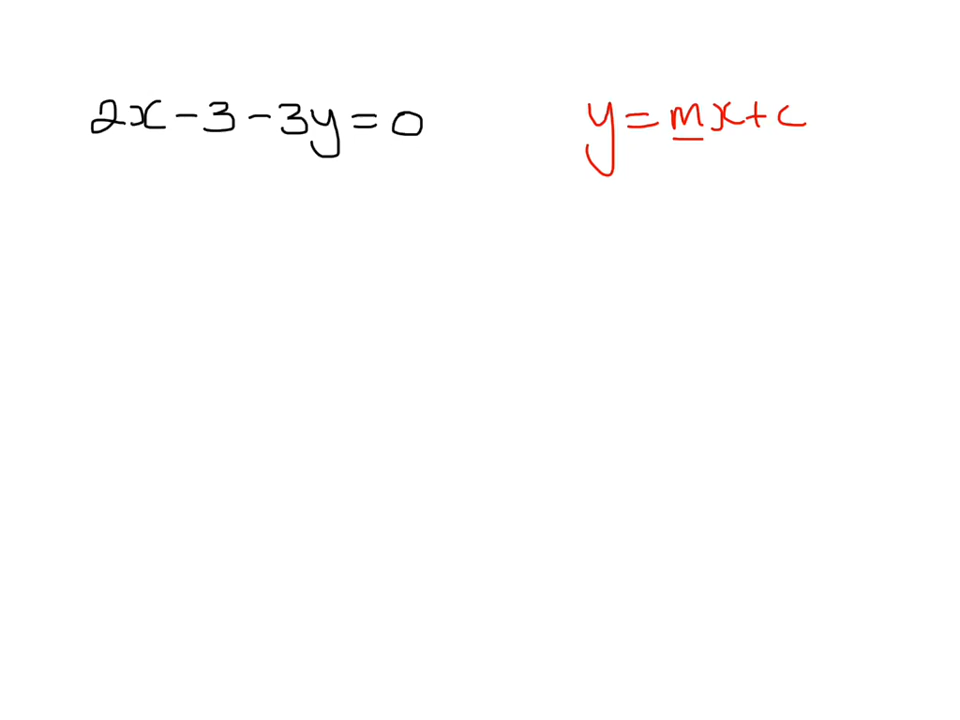 2x - 3 - 3y = 0
y = mx + c